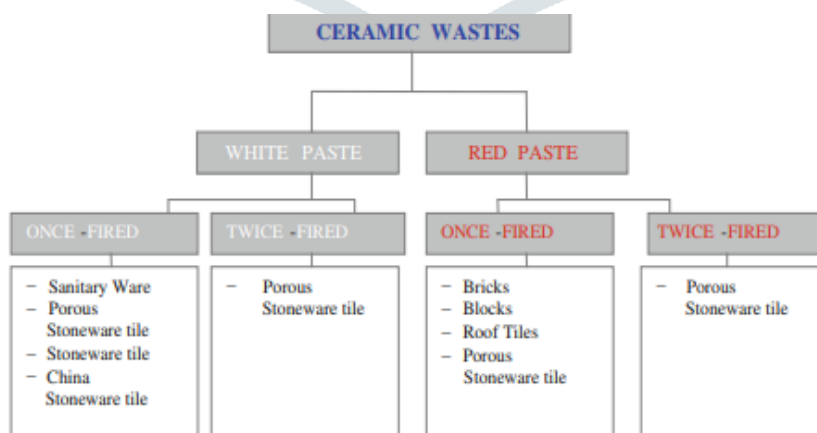 CERAMIC WASTES
WHITE PASTE
RED PASTE
ONCE -FIRED
TWICE -FIRED
ONCE -FIRED
TWICE -FIRED
– Sanitary Ware
– Porous
Stoneware tile
– Stoneware tile
– China
Stoneware tile
– Porous
Stoneware tile
– Bricks
– Blocks
– Roof Tiles
– Porous
Stoneware tile
– Porous
Stoneware tile